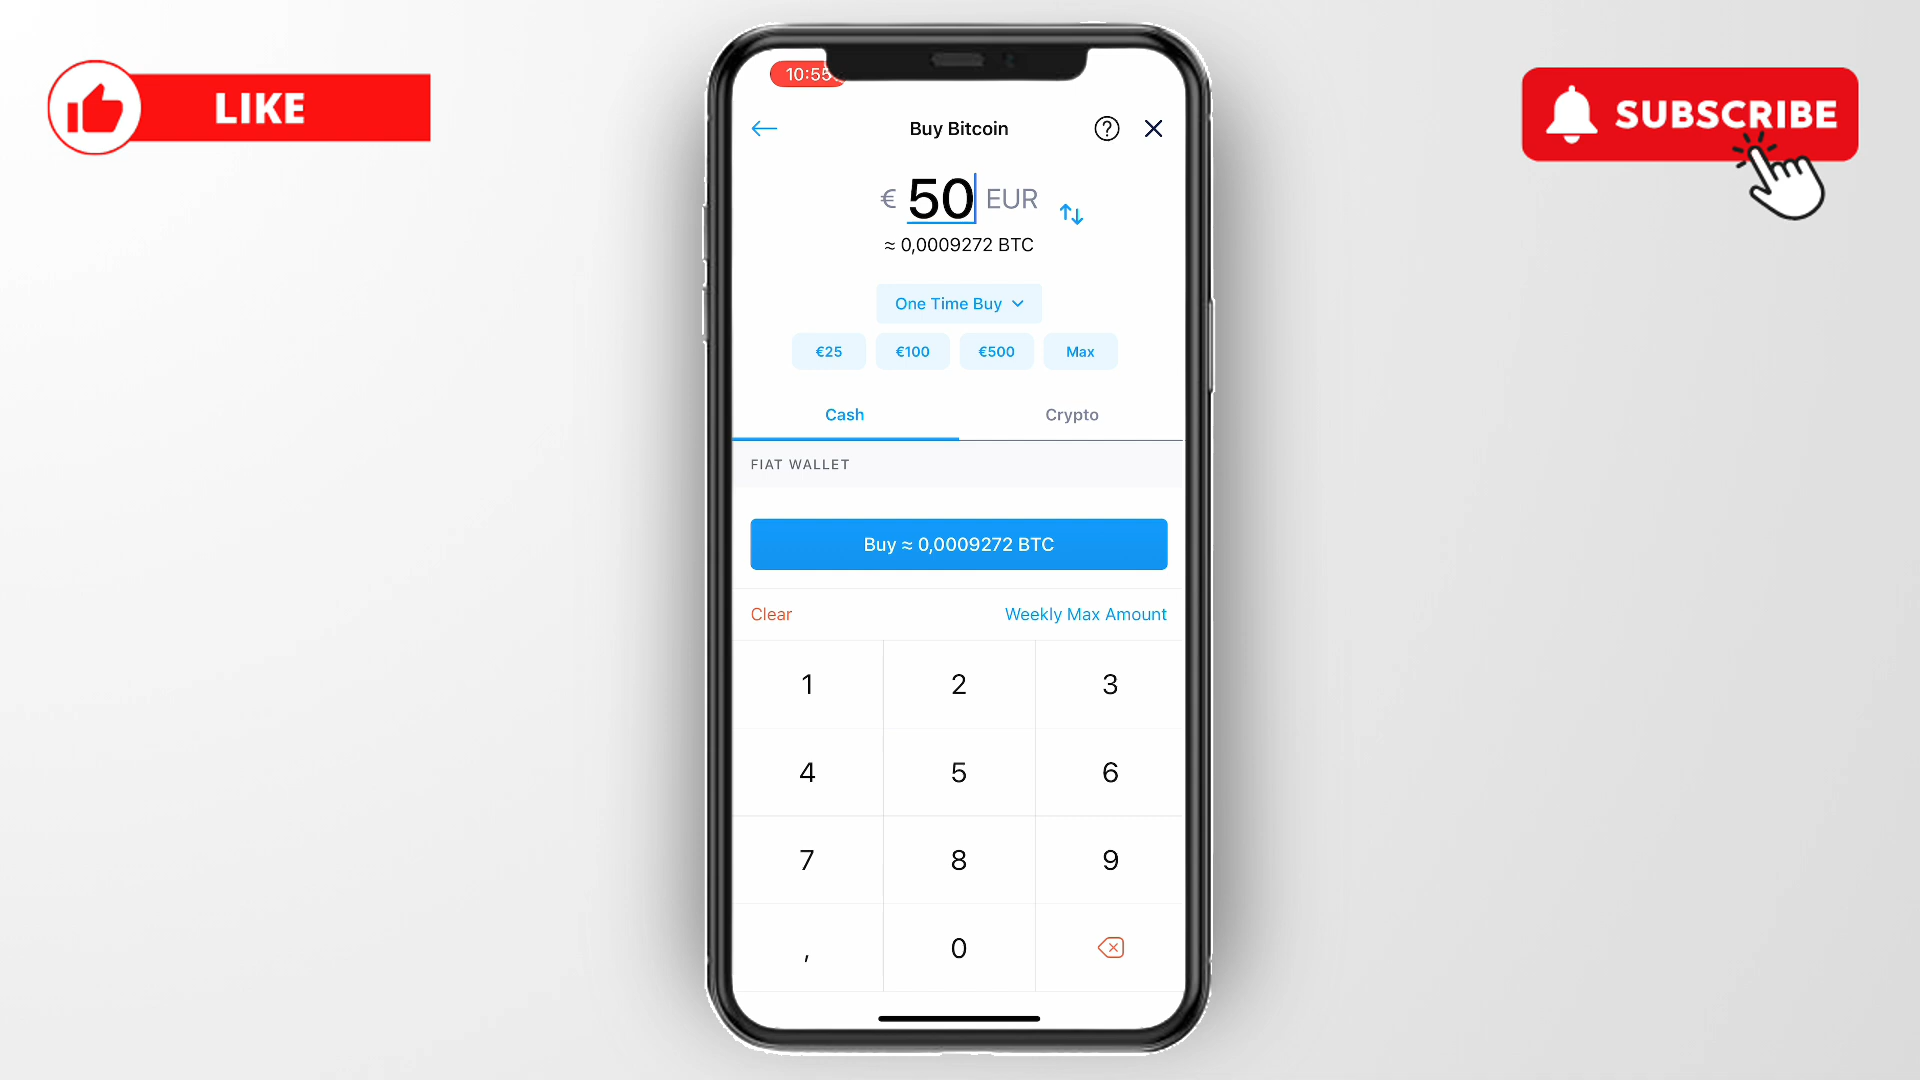 LIKE
SUBSCRIBE
10:55
Buy Bitcoin
€ 50 EUR
≈ 0,0009272 BTC
One Time Buy
€25 €100 €500 Max
Cash Crypto
FIAT WALLET
Buy ≈ 0,0009272 BTC
Clear Weekly Max Amount
1 2 3
4 5 6
7 8 9
, 0